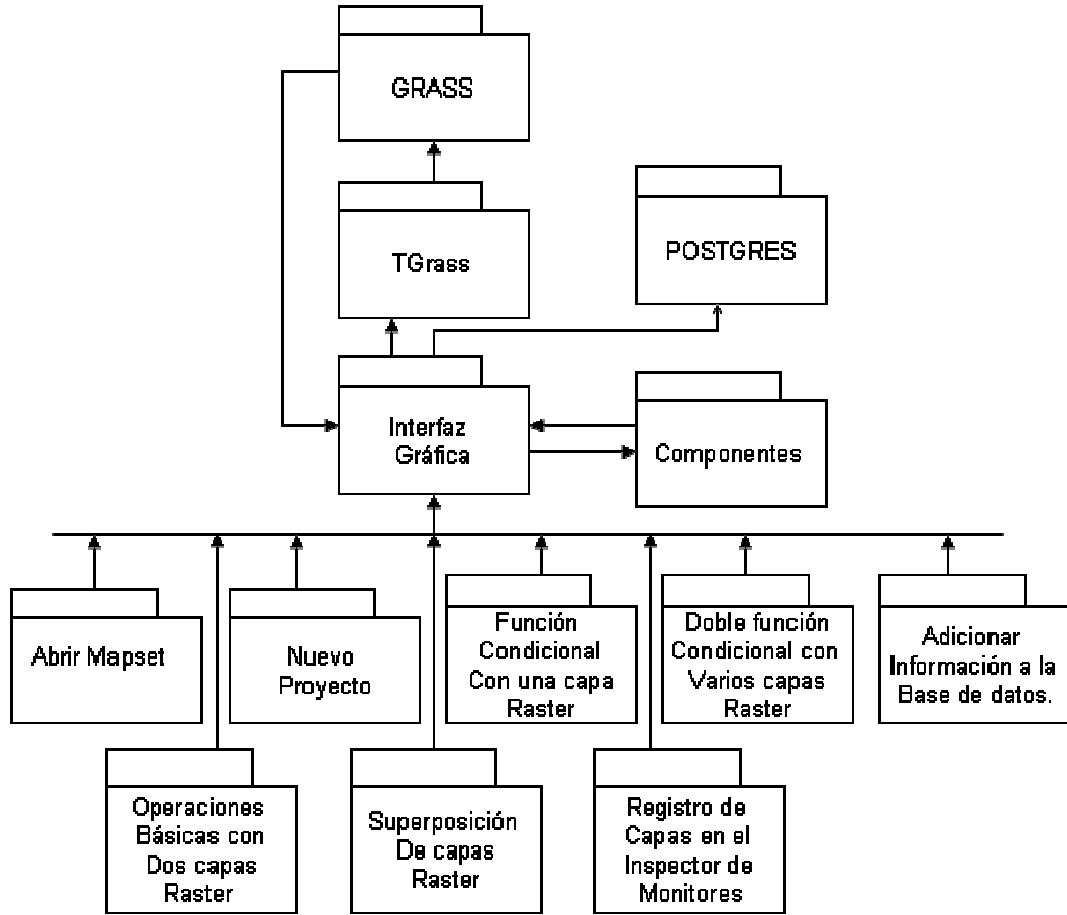 GRASS
TGrass
POSTGRES
Interfaz
Gráfica
Componentes
Abrir Mapset
Nuevo
Proyecto
Función
Condicional
Con una capa
Raster
Doble función
Condicional con
Varios capas
Raster
Adicionar
Información a la
Base de datos.
Operaciones
Básicas con
Dos capas
Raster
Superposición
De capas
Raster
Registro de
Capas en el
Inspector de
Monitores